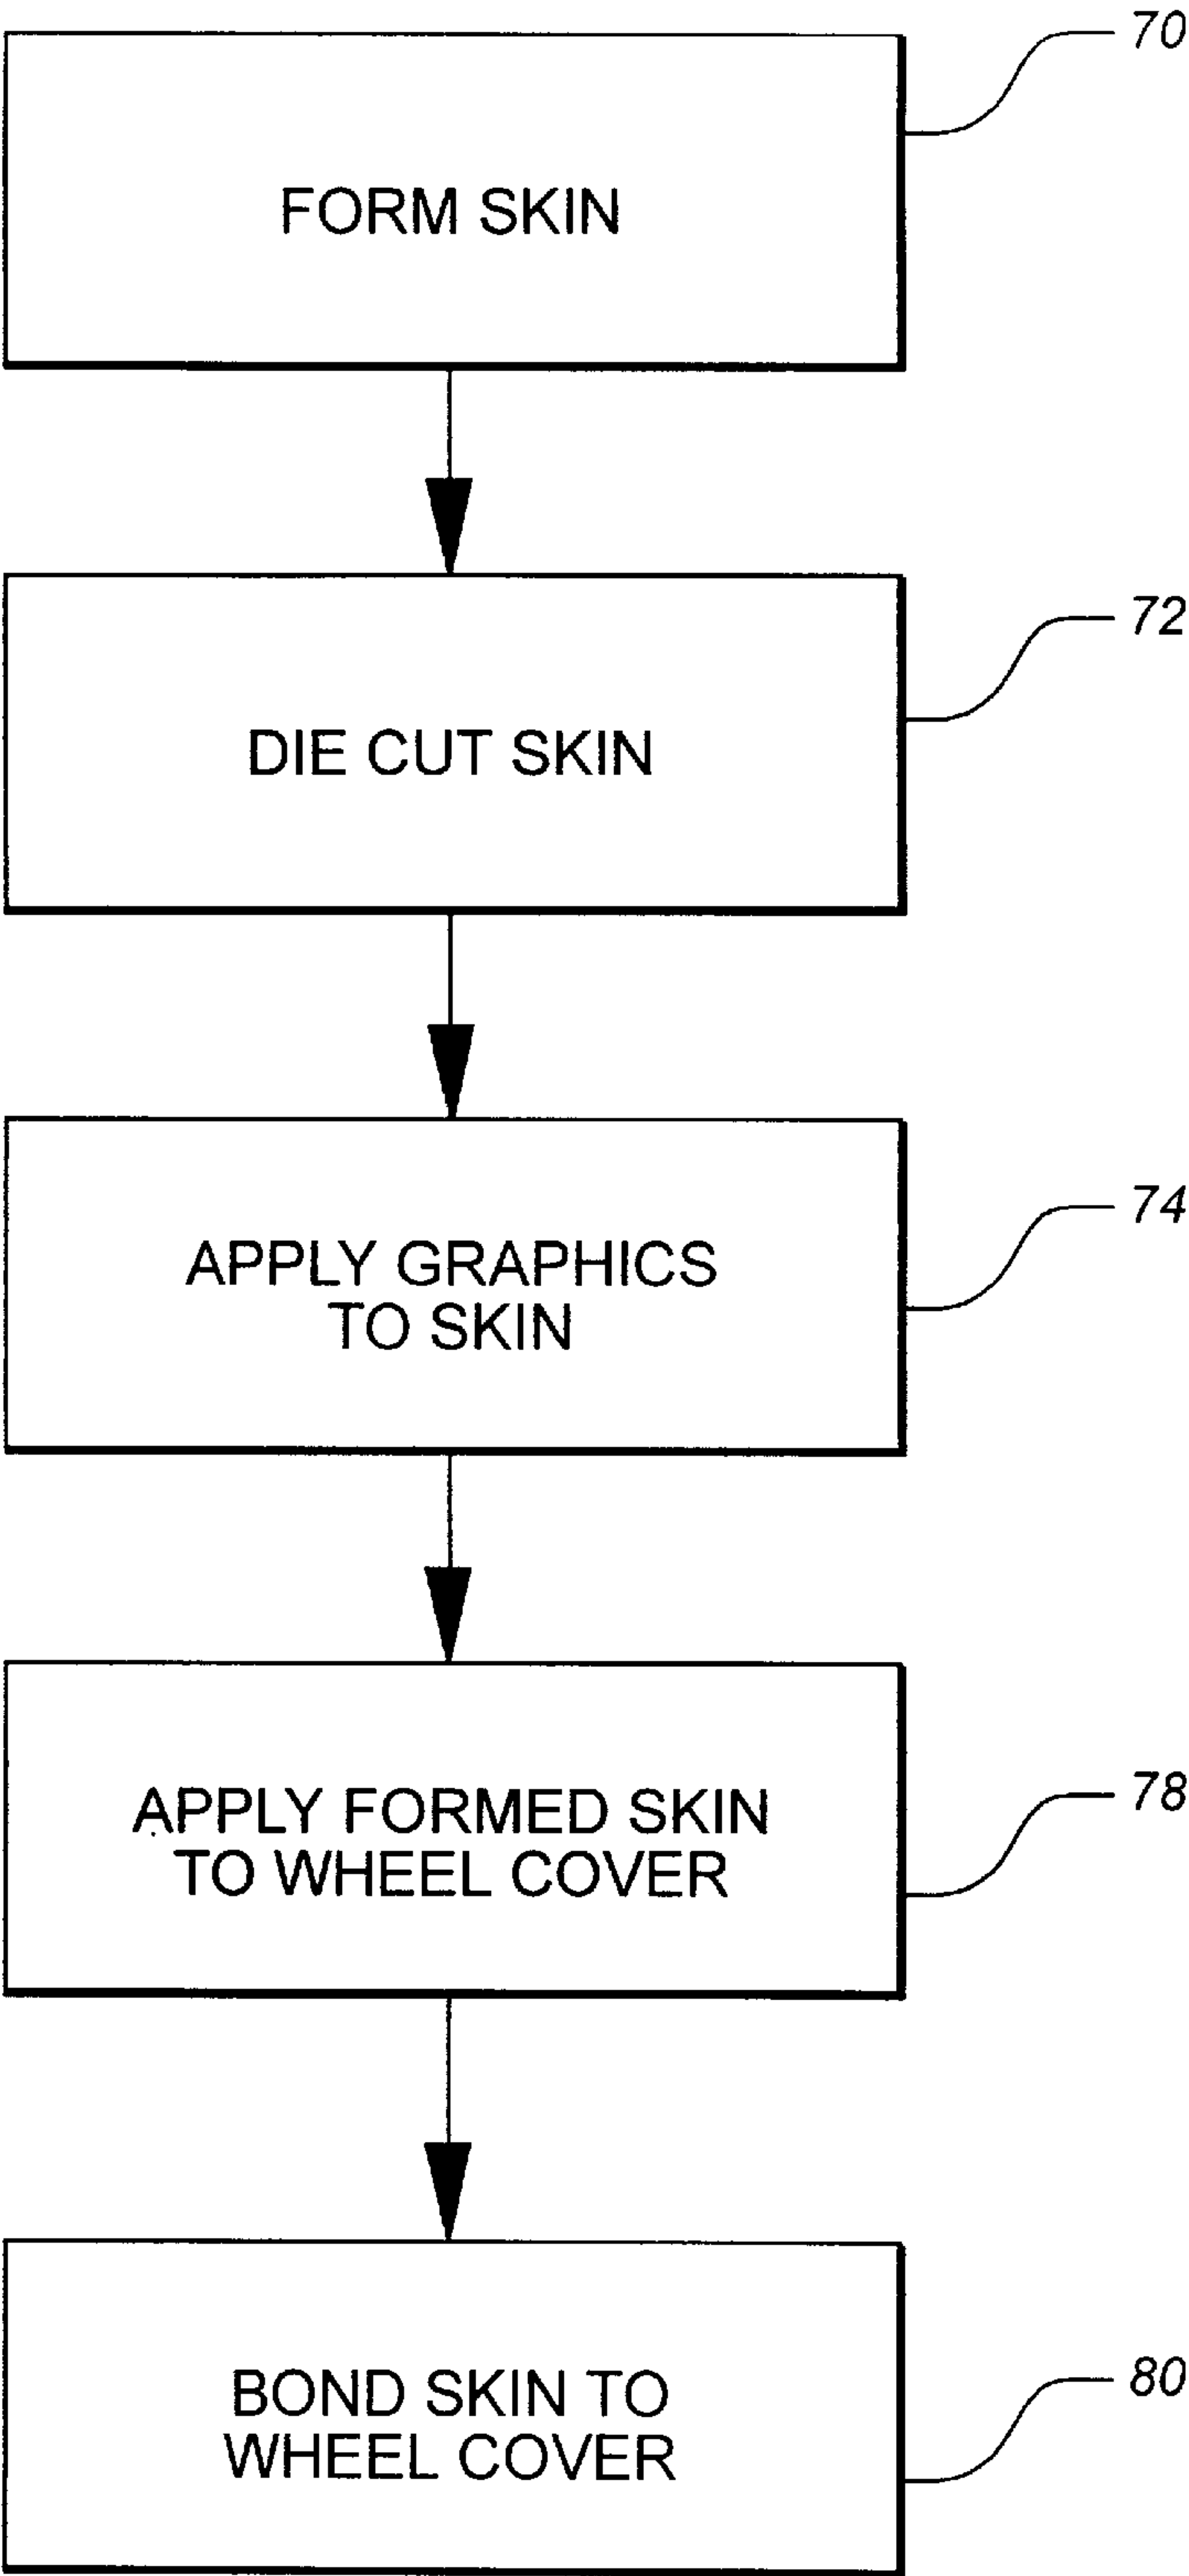 70
FORM SKIN
72
DIE CUT SKIN
74
APPLY GRAPHICS
TO SKIN
78
APPLY FORMED SKIN
TO WHEEL COVER
80
BOND SKIN TO
WHEEL COVER